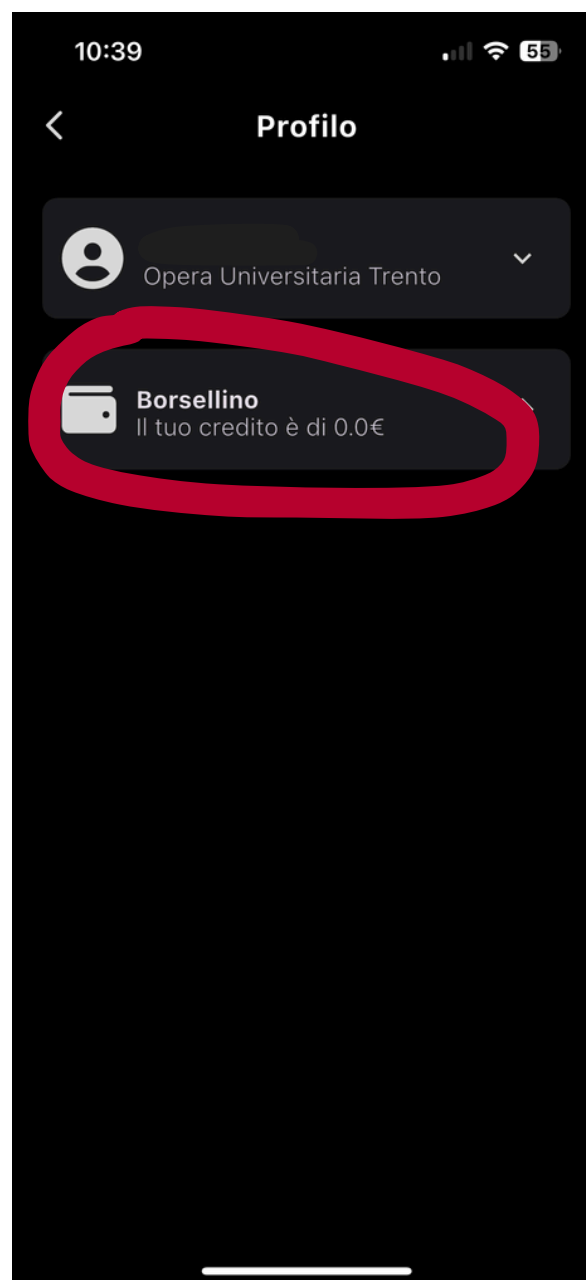 10:39
55
Profilo
Opera Universitaria Trento
Borsellino
Il tuo credito è di 0.0€